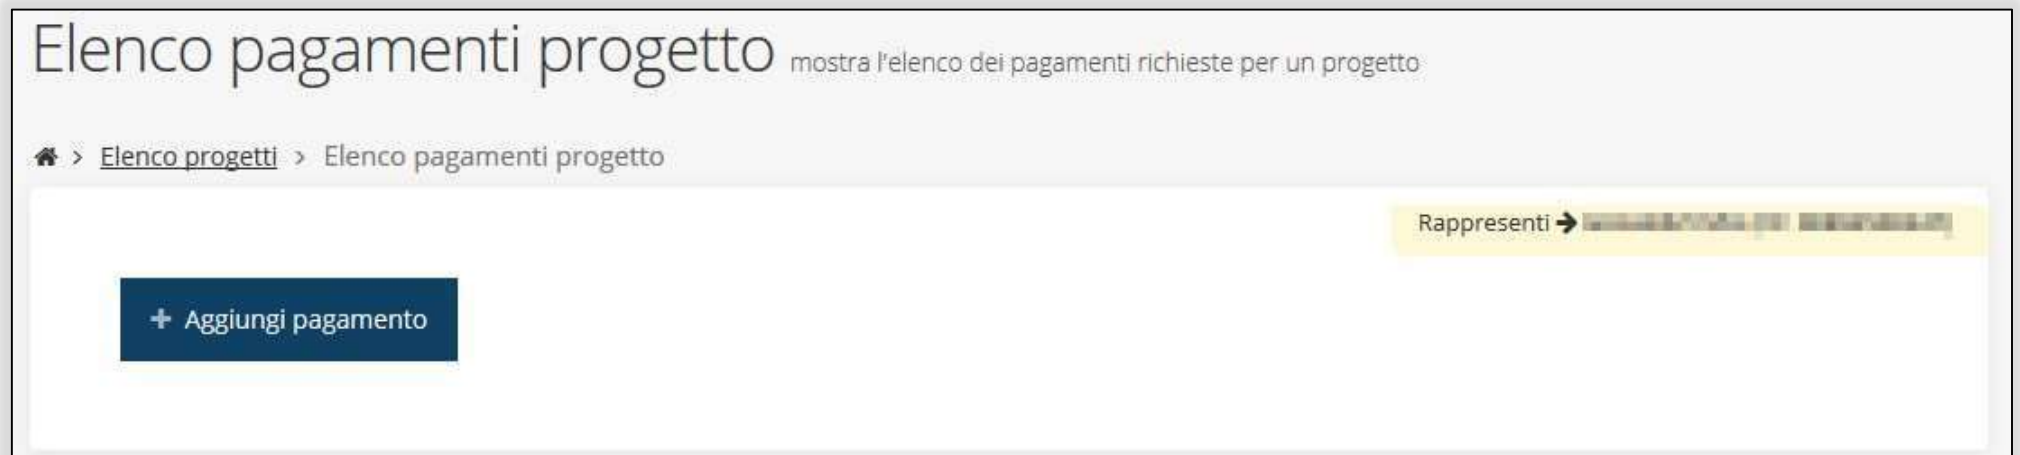 Elenco pagamenti progetto mostra l'elenco dei pagamenti richieste per un progetto
> Elenco progetti > Elenco pagamenti progetto
Rappresenti →
+ Aggiungi pagamento